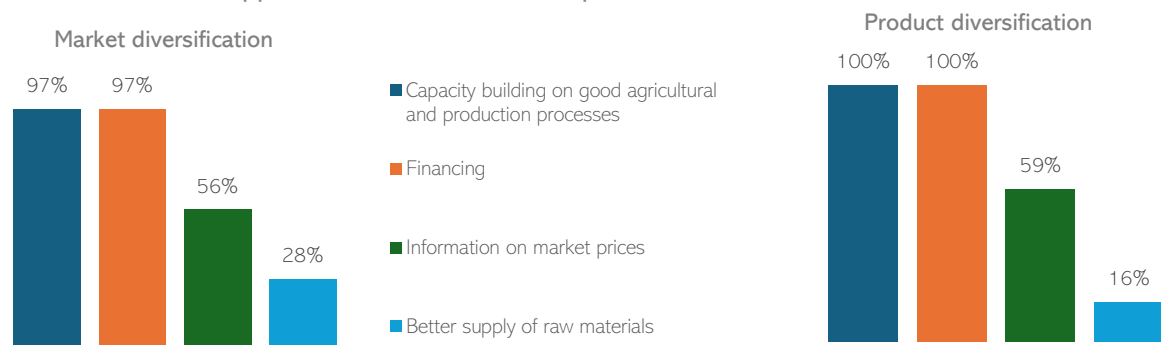 Market diversification
97%
97%
56%
28%
Capacity building on good agricultural
and production processes
Financing
Information on market prices
Better supply of raw materials
Product diversification
100%
100%
59%
16%